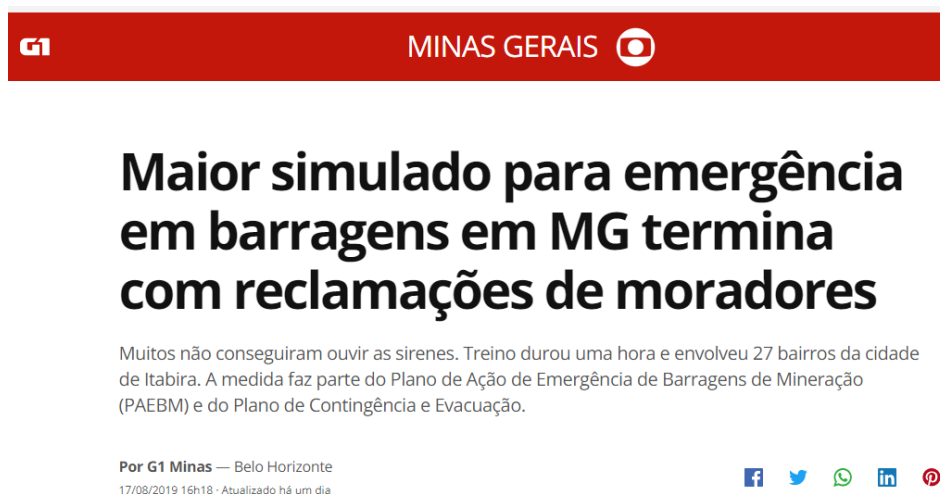 G1
MINAS GERAIS
Maior simulado para emergência
em barragens em MG termina
com reclamações de moradores
Muitos não conseguiram ouvir as sirenes. Treino durou uma hora e envolveu 27 bairros da cidade
de Itabira. A medida faz parte do Plano de Ação de Emergência de Barragens de Mineração
(PAEBM) e do Plano de Contingência e Evacuação.
Por G1 Minas — Belo Horizonte
17/08/2019 16h18 · Atualizado há um dia